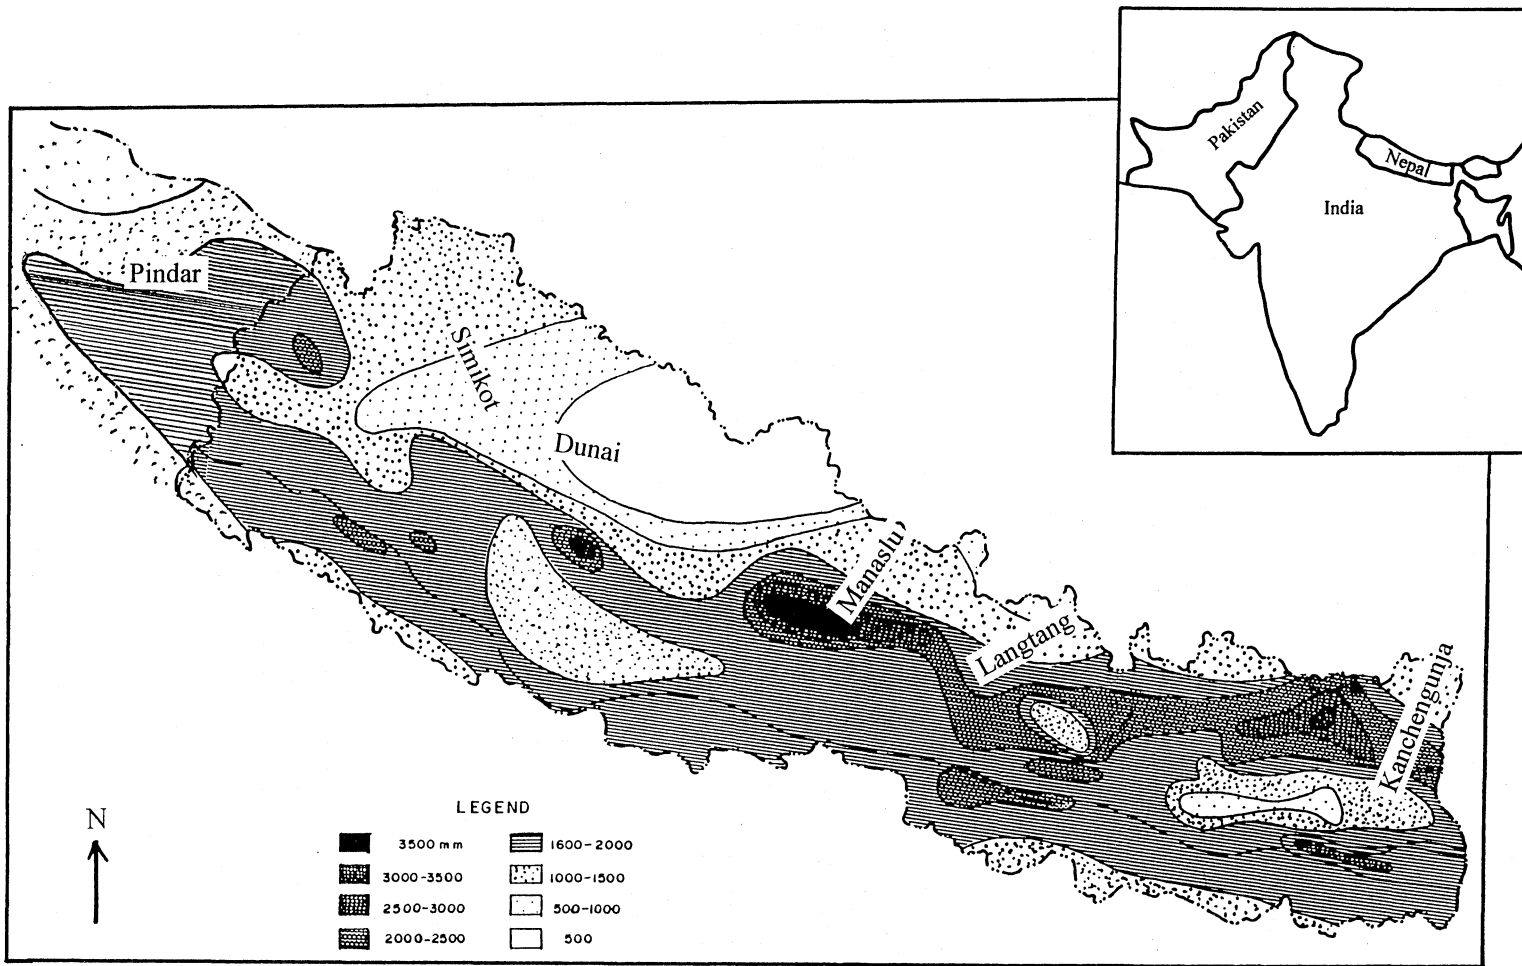 Pakistan
Nepal
India
Pindar
Simikot
Dunai
Manaslu
Langtang
Kanchengunja
N
LEGEND
3500 mm
1600-2000
3000-3500
1000-1500
2500-3000
500-1000
2000-2500
500